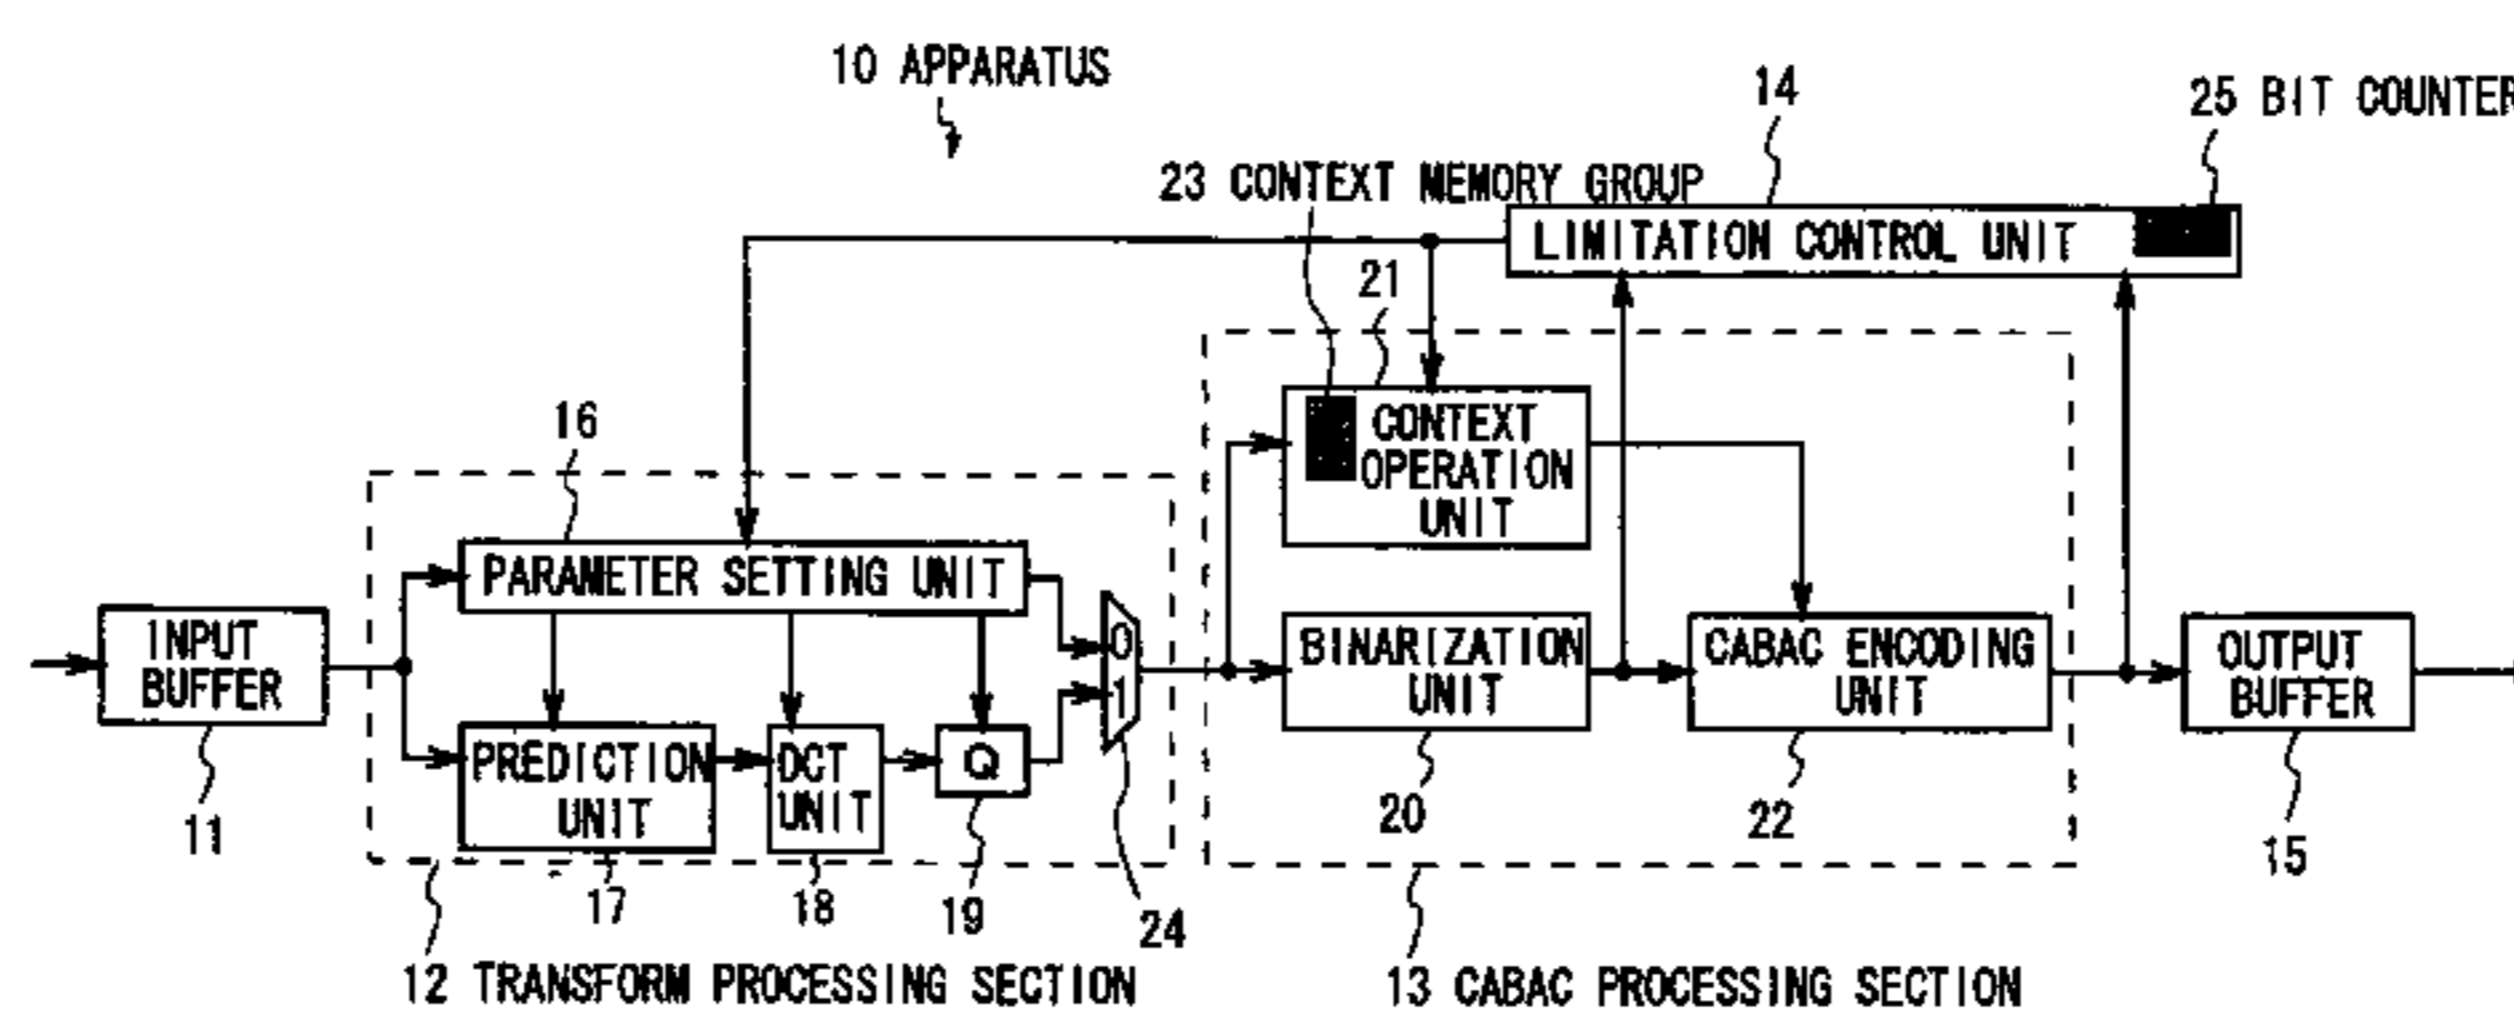 10 APPARATUS
14
25 BIT COUNTER
23 CONTEXT MEMORY GROUP
LIMITATION CONTROL UNIT
21
16
CONTEXT
OPERATION
UNIT
PARAMETER SETTING UNIT
INPUT
BUFFER
0
1
BINARIZATION
UNIT
CABAC ENCODING
UNIT
OUTPUT
BUFFER
PREDICTION
UNIT
DCT
UNIT
Q
11
20
22
15
17
18
19
24
12 TRANSFORM PROCESSING SECTION
13 CABAC PROCESSING SECTION